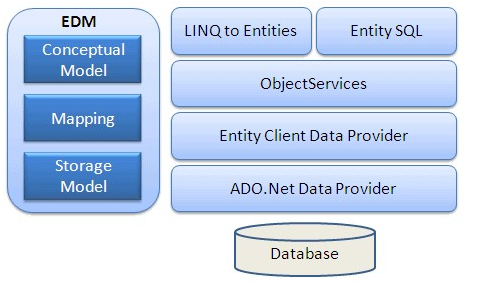 EDM
Conceptual
Model
Mapping
Storage
Model
LINQ to Entities
Entity SQL
ObjectServices
Entity Client Data Provider
ADO.Net Data Provider
Database